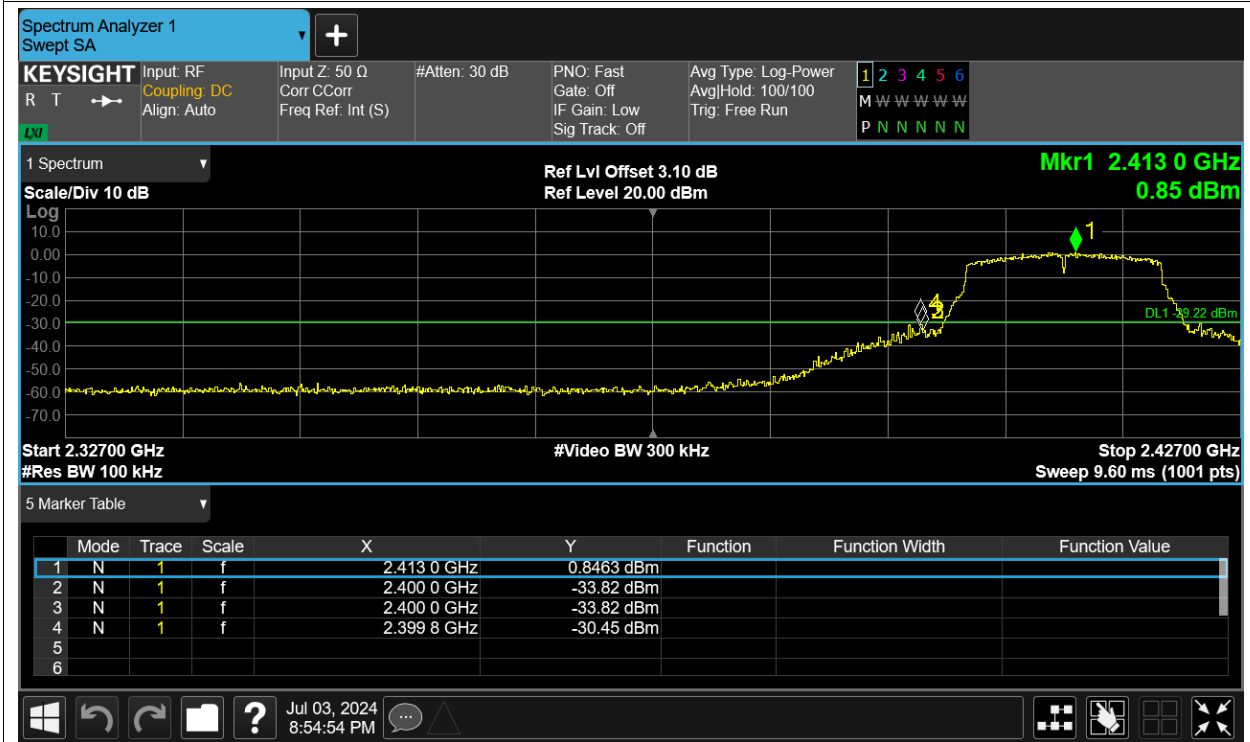 Spectrum Analyzer 1
Swept SA
KEYSIGHT
R T
LXI
Input: RF
Coupling: DC
Align: Auto
Input Z: 50 Ω
Corr CCorr
Freq Ref: Int (S)
#Atten: 30 dB
PNO: Fast
Gate: Off
IF Gain: Low
Sig Track: Off
Avg Type: Log-Power
Avg|Hold: 100/100
Trig: Free Run
1 2 3 4 5 6
M W W W W W
P N N N N N
1 Spectrum
Scale/Div 10 dB
Ref Lvl Offset 3.10 dB
Ref Level 20.00 dBm
Mkr1 2.413 0 GHz
0.85 dBm
Log
10.0
0.00
-10.0
-20.0
-30.0
-40.0
-50.0
-60.0
-70.0
1
DL1 -29.22 dBm
Start 2.32700 GHz
#Res BW 100 kHz
#Video BW 300 kHz
Stop 2.42700 GHz
Sweep 9.60 ms (1001 pts)
5 Marker Table
Mode Trace Scale X Y Function Function Width Function Value
1 N 1 f 2.413 0 GHz 0.8463 dBm
2 N 1 f 2.400 0 GHz -33.82 dBm
3 N 1 f 2.400 0 GHz -33.82 dBm
4 N 1 f 2.399 8 GHz -30.45 dBm
5
6
?
Jul 03, 2024
8:54:54 PM